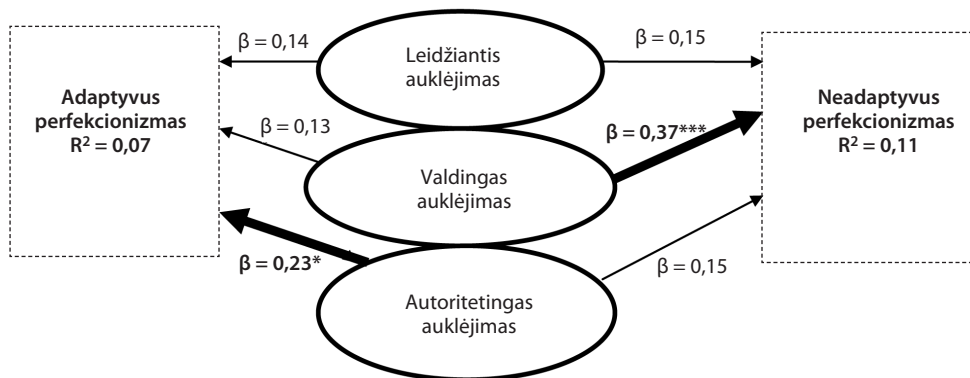 Leidžiantis
auklėjimas
β = 0,14
β = 0,15
Adaptyvus
perfekcionizmas
R² = 0,07
Neadaptyvus
perfekcionizmas
R² = 0,11
β = 0,13
β = 0,37***
Valdingas
auklėjimas
β = 0,23*
β = 0,15
Autoritetingas
auklėjimas